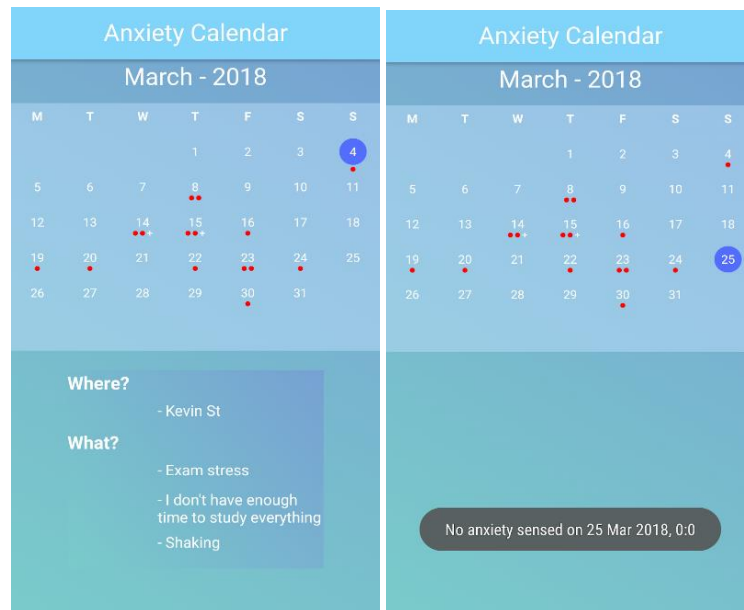 Anxiety Calendar
March - 2018
M T W T F S S
1 2 3 4
5 6 7 8 9 10 11
12 13 14 15 16 17 18
19 20 21 22 23 24 25
26 27 28 29 30 31
Where?
- Kevin St
What?
- Exam stress
- I don't have enough
time to study everything
- Shaking
Anxiety Calendar
March - 2018
M T W T F S S
1 2 3 4
5 6 7 8 9 10 11
12 13 14 15 16 17 18
19 20 21 22 23 24 25
26 27 28 29 30 31
No anxiety sensed on 25 Mar 2018, 0:0